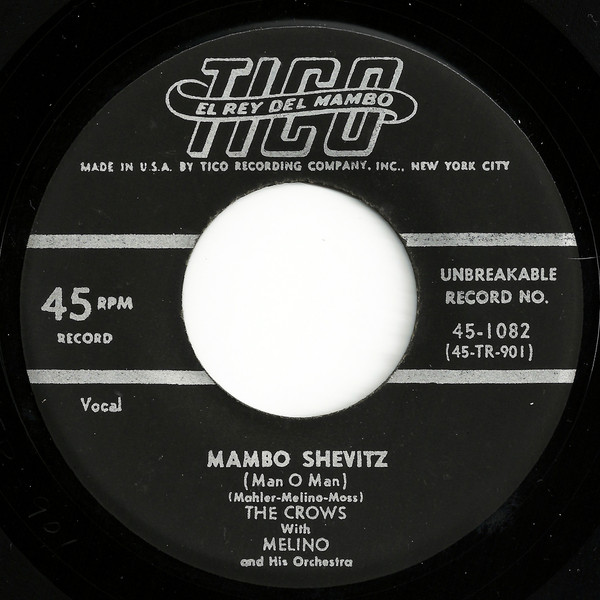 TICO
EL REY DEL MAMBO
MADE IN U.S.A. BY TICO RECORDING COMPANY, INC., NEW YORK CITY
45 RPM
RECORD
UNBREAKABLE
RECORD NO.
45-1082
(45-TR-901)
Vocal
MAMBO SHEVITZ
(Man O Man)
(Mahler-Melino-Moss)
THE CROWS
With
MELINO
and His Orchestra